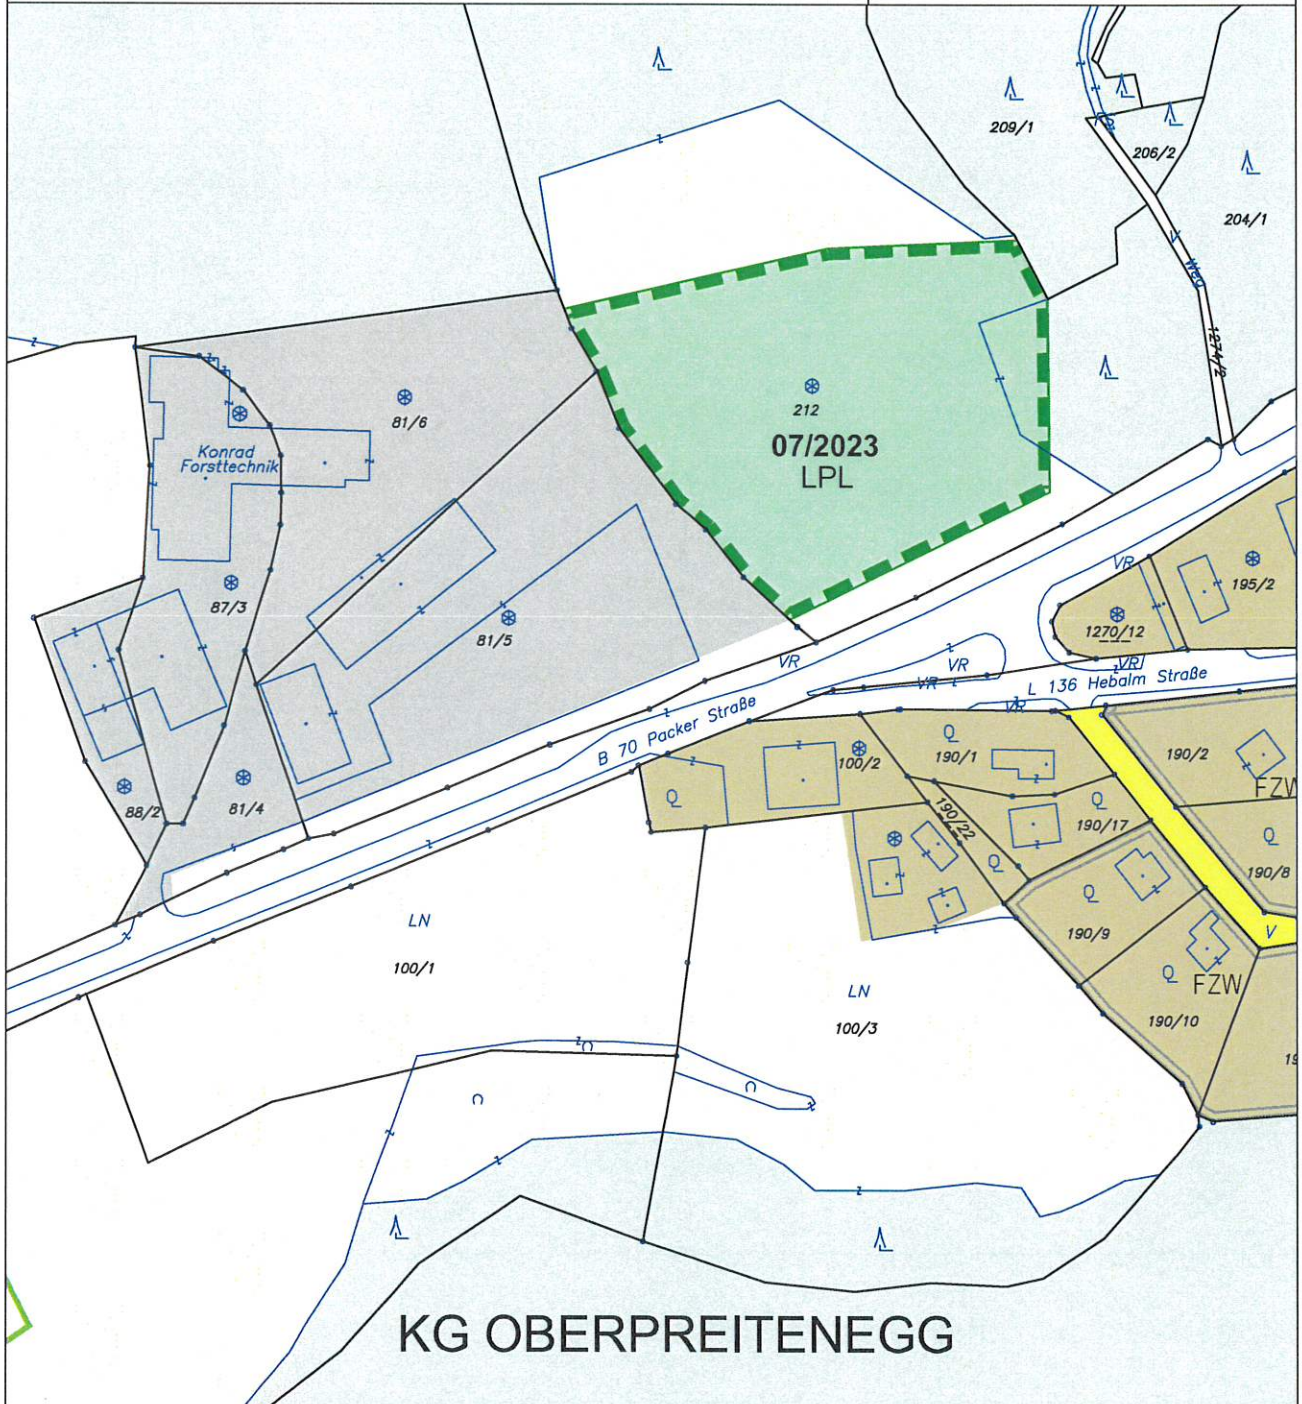 209/1
206/2
204/1
V
Weg
1274/2
81/6
212
07/2023
LPL
Konrad
Forsttechnik
87/3
81/5
VR
195/2
1270/12
VR
VR
VR
VR
L 136 Hebalm Straße
VR
B 70 Packer Straße
Q
190/1
100/2
190/2
FZW
Q
190/22
Q
190/17
88/2
81/4
Q
Q
190/8
LN
100/1
Q
190/9
V
LN
100/3
Q
FZW
190/10
19
KG OBERPREITENEGG